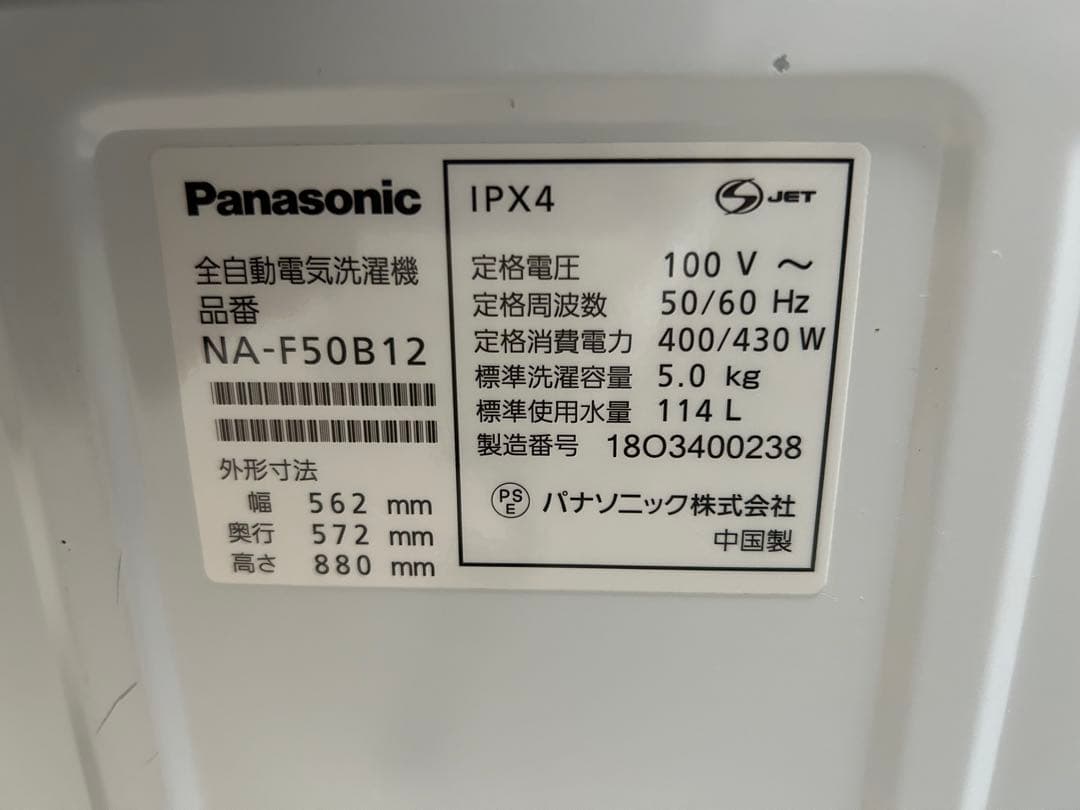 Panasonic
全自動電気洗濯機
品番
NA-F50B12
外形寸法
幅 562 mm
奥行 572 mm
高さ 880 mm
IPX4
S JET
定格電圧 100 V ～
定格周波数 50/60 Hz
定格消費電力 400/430 W
標準洗濯容量 5.0 kg
標準使用水量 114 L
製造番号 18O3400238
PS
E
パナソニック株式会社
中国製